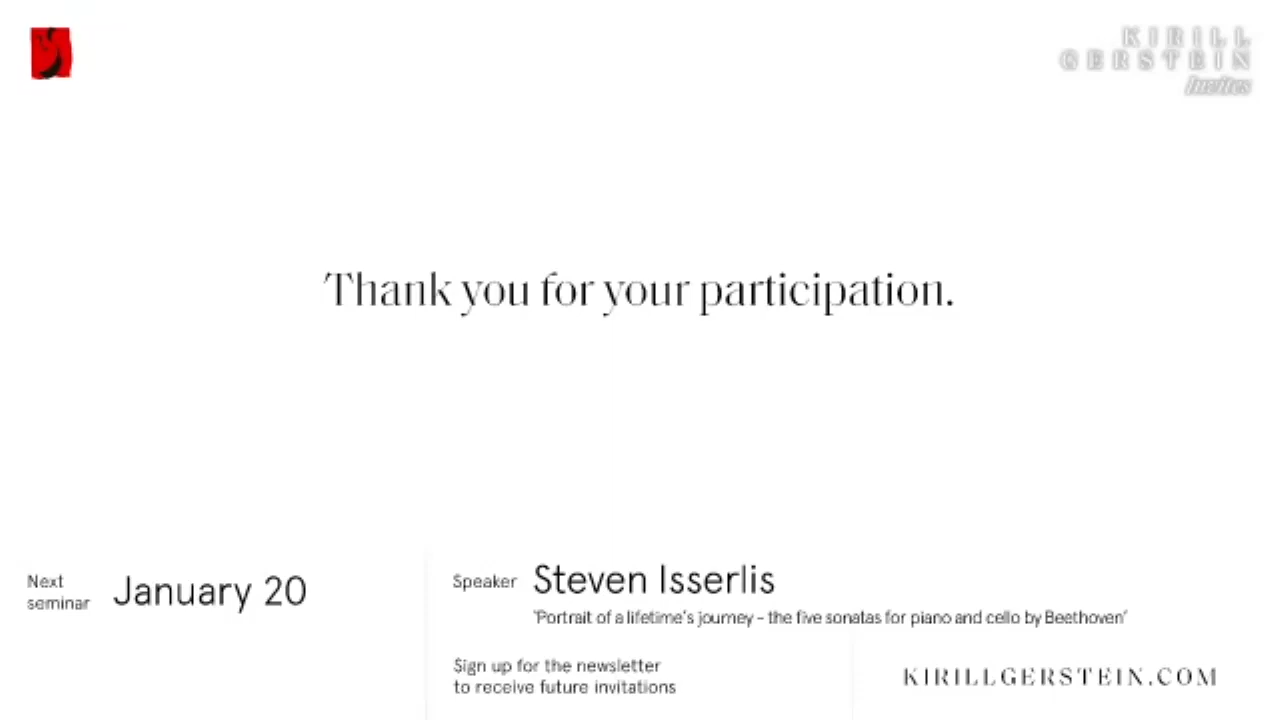 KIRILL
GERSTEIN
Invites
Thank you for your participation.
Next
seminar
January 20
Speaker
Steven Isserlis
'Portrait of a lifetime's journey – the five sonatas for piano and cello by Beethoven'
Sign up for the newsletter
to receive future invitations
KIRILLGERSTEIN.COM